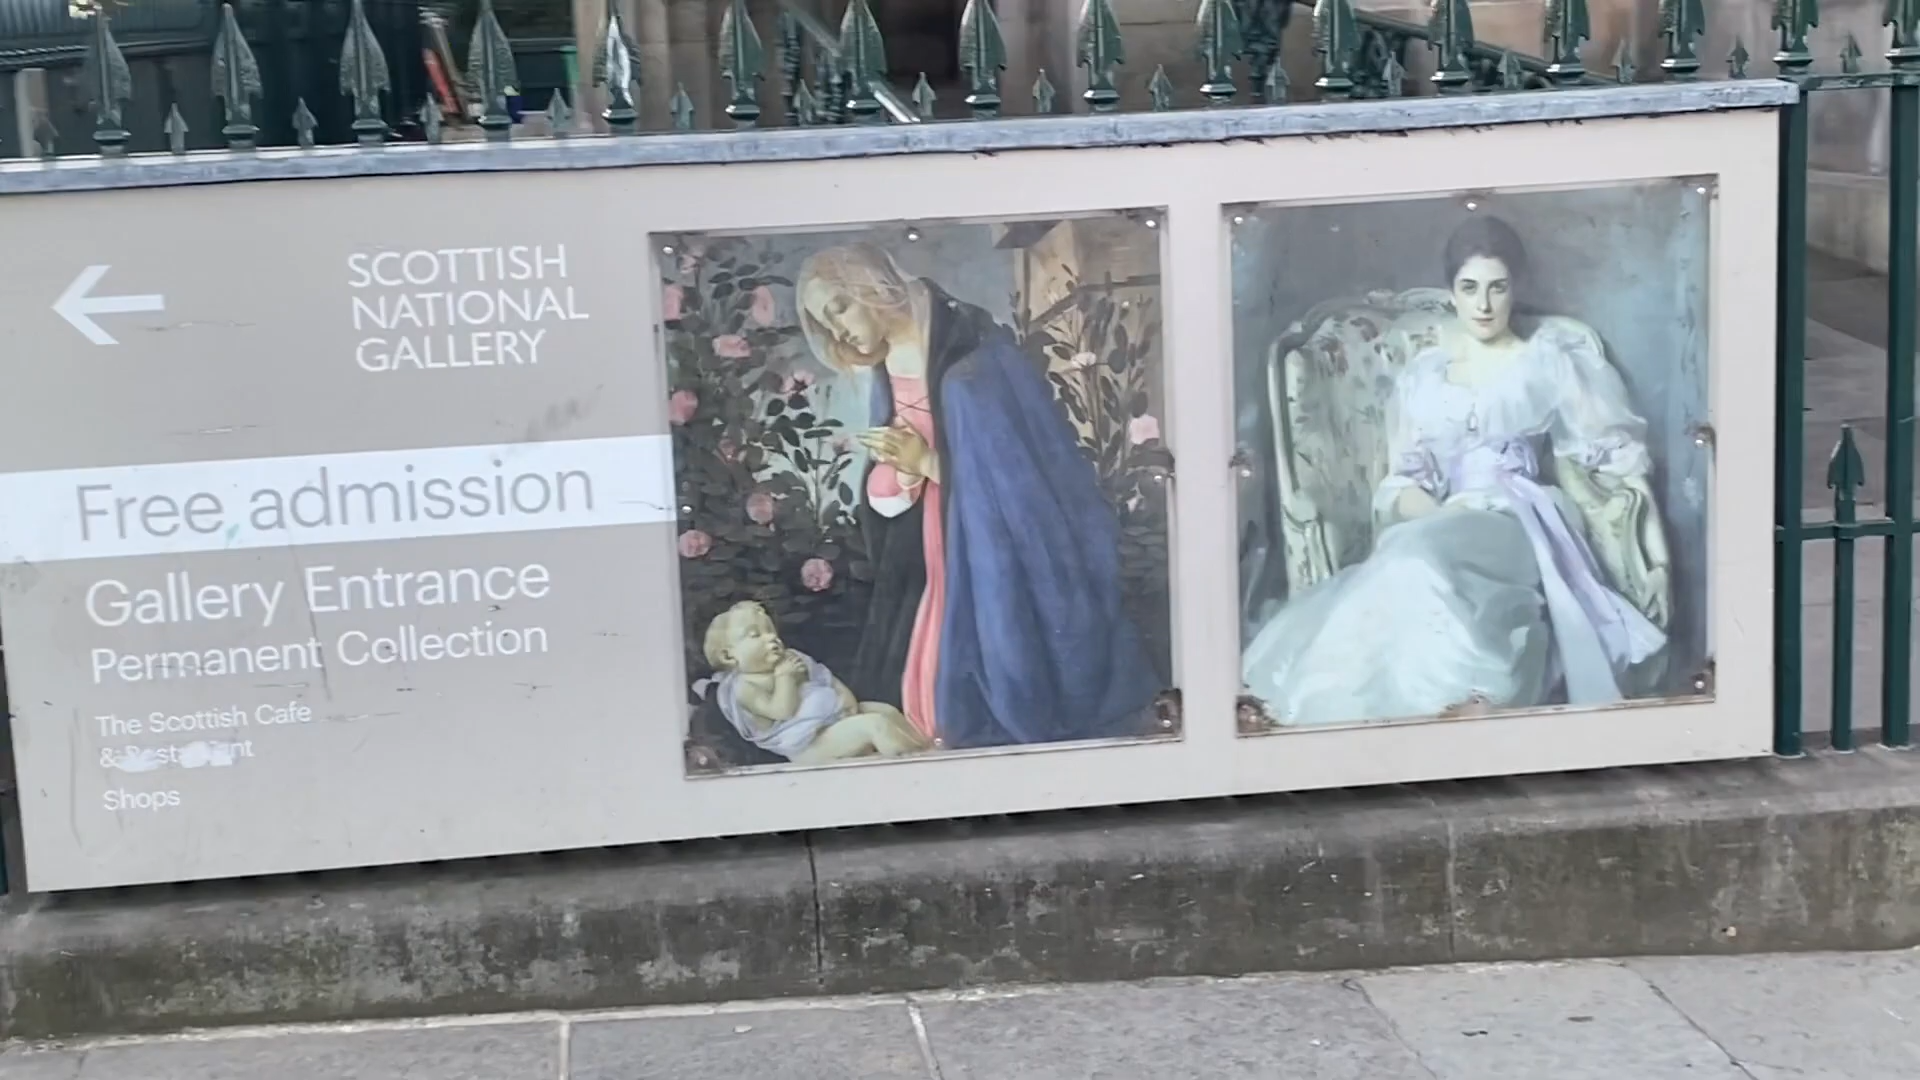 SCOTTISH
NATIONAL
GALLERY
Free admission
Gallery Entrance
Permanent Collection
The Scottish Cafe
&
Shops